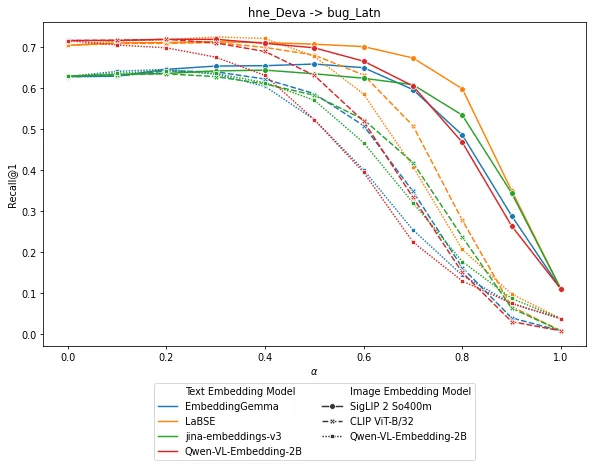 hne_Deva -> bug_Latn
Recall@1
0.7
0.6
0.5
0.4
0.3
0.2
0.1
0.0
0.0 0.2 0.4 0.6 0.8 1.0
α
Text Embedding Model Image Embedding Model
EmbeddingGemma SigLIP 2 So400m
LaBSE CLIP ViT-B/32
jina-embeddings-v3 Qwen-VL-Embedding-2B
Qwen-VL-Embedding-2B